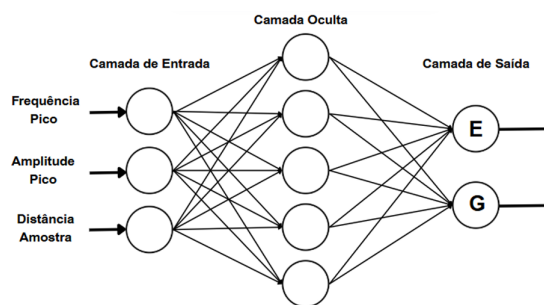 Camada Oculta
Camada de Entrada
Camada de Saída
Frequência
Pico
Amplitude
Pico
Distância
Amostra
E
G